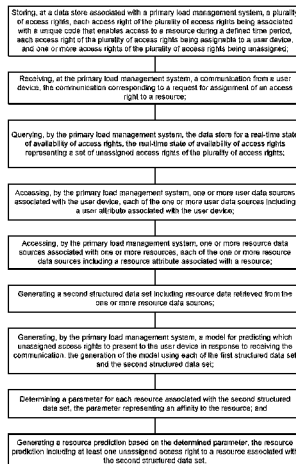 Storing, at a data store associated with a primary load management system, a plurality
of access rights, each access right of the plurality of access rights being associated
with a unique code that enables access to a resource during a defined time period,
each access right of the plurality of access rights being assignable to a user device,
and one or more access rights of the plurality of access rights being unassigned;
Receiving, at the primary load management system, a communication from a user
device, the communication corresponding to a request for assignment of an access
right to a resource;
Querying, by the primary load management system, the data store for a real-time state
of availability of access rights, the real-time state of availability of access rights
representing a set of unassigned access rights of the plurality of access rights;
Accessing, by the primary load management system, one or more user data sources
associated with the user device, each of the one or more user data sources including
a user attribute associated with the user device;
Accessing, by the primary load management system, one or more resource data
sources associated with one or more resources, each of the one or more resource
data sources including a resource attribute associated with a resource;
Generating a second structured data set including resource data retrieved from the
one or more resource data sources;
Generating, by the primary load management system, a model for predicting which
unassigned access rights to present to the user device in response to receiving the
communication, the generation of the model using each of the first structured data set
and the second structured data set;
Determining a parameter for each resource associated with the second structured
data set, the parameter representing an affinity to the resource; and
Generating a resource prediction based on the determined parameter, the resource
prediction including at least one unassigned access right to a resource associated with
the second structured data set.